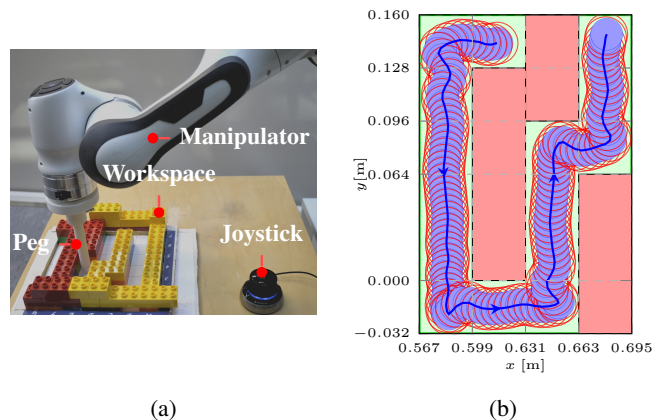 Manipulator
Workspace
Peg
Joystick
(a)
0.160
0.128
0.096
0.064
0.000
−0.032
y [m]
0.567 0.599 0.631 0.663 0.695
x [m]
(b)